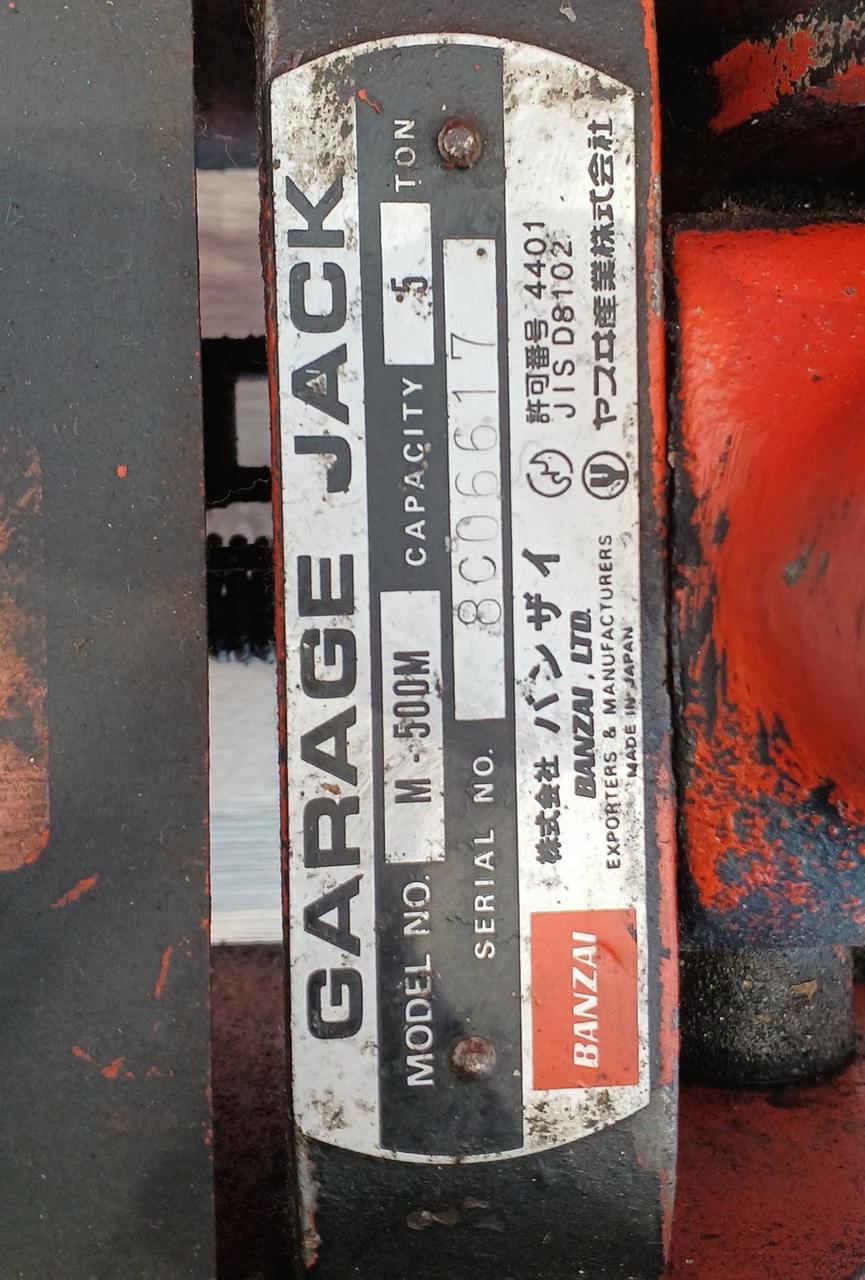 GARAGE JACK
MODEL NO. M-500M CAPACITY 5 TON
SERIAL NO. 8C06617
BANZAI
株式会社 バンザイ
BANZAI, LTD.
EXPORTERS & MANUFACTURERS
MADE IN JAPAN
許可番号 4401
JIS D8102
ヤスヰ産業株式会社